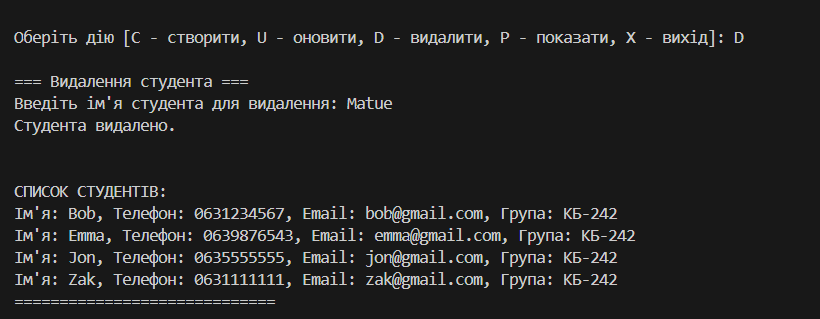 Оберіть дію [C - створити, U - оновити, D - видалити, P - показати, X - вихід]: D
=== Видалення студента ===
Введіть ім'я студента для видалення: Matue
Студента видалено.
СПИСОК СТУДЕНТІВ:
Ім'я: Bob, Телефон: 0631234567, Email: bob@gmail.com, Група: КБ-242
Ім'я: Emma, Телефон: 0639876543, Email: emma@gmail.com, Група: КБ-242
Ім'я: Jon, Телефон: 0635555555, Email: jon@gmail.com, Група: КБ-242
Ім'я: Zak, Телефон: 0631111111, Email: zak@gmail.com, Група: КБ-242
=============================